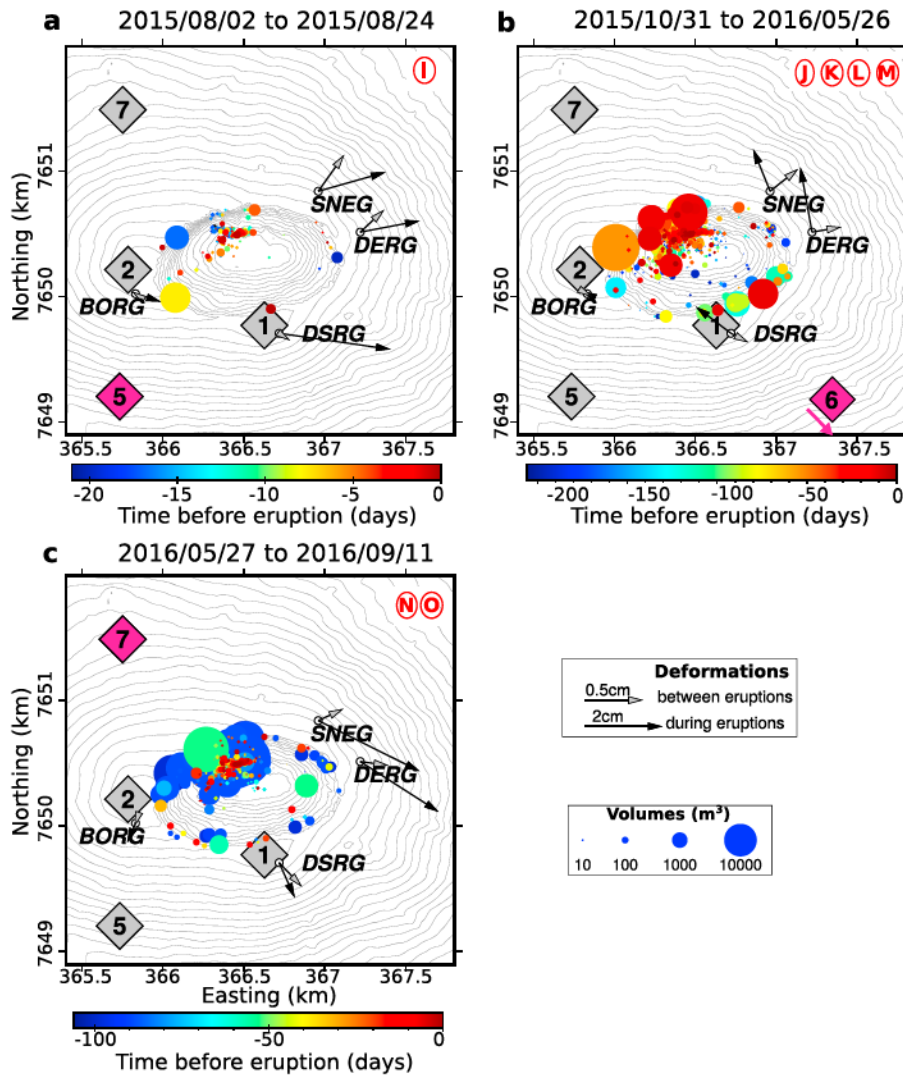 a 2015/08/02 to 2015/08/24
I
7
SNEG
DERG
2
BORG
1
DSRG
5
Northing (km)
7651
7650
7649
365.5 366 366.5 367 367.5
-20 -15 -10 -5 0
Time before eruption (days)
b 2015/10/31 to 2016/05/26
J K L M
7
SNEG
DERG
2
BORG
1
DSRG
5
6
7651
7650
7649
365.5 366 366.5 367 367.5
-200 -150 -100 -50 0
Time before eruption (days)
c 2016/05/27 to 2016/09/11
N O
7
SNEG
DERG
2
BORG
1
DSRG
5
Northing (km)
7651
7650
7649
365.5 366 366.5 367 367.5
Easting (km)
-100 -50 0
Time before eruption (days)
Deformations
0.5cm between eruptions
2cm during eruptions
Volumes (m³)
10 100 1000 10000